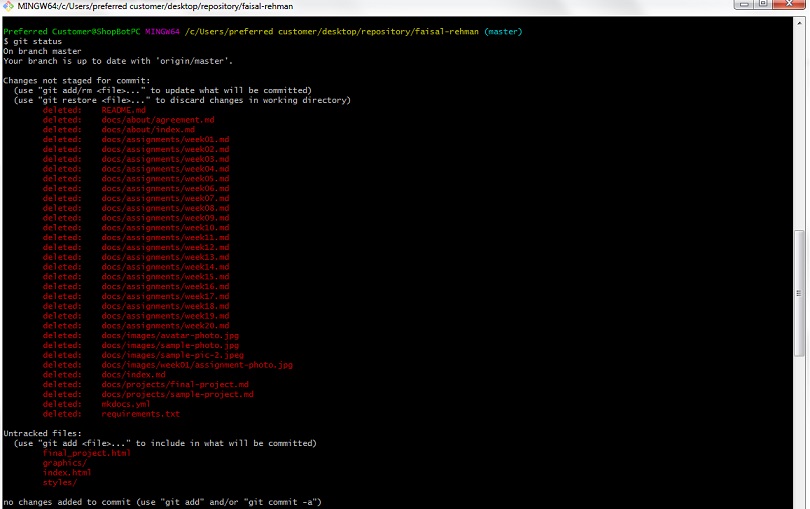 MINGW64:/c/Users/preferred customer/desktop/repository/faisal-rehman
Preferred Customer@ShopBotPC MINGW64 /c/Users/preferred customer/desktop/repository/faisal-rehman (master)
$ git status
On branch master
Your branch is up to date with 'origin/master'.
Changes not staged for commit:
(use "git add/rm <file>..." to update what will be committed)
(use "git restore <file>..." to discard changes in working directory)
deleted: README.md
deleted: docs/about/agreement.md
deleted: docs/about/index.md
deleted: docs/assignments/week01.md
deleted: docs/assignments/week02.md
deleted: docs/assignments/week03.md
deleted: docs/assignments/week04.md
deleted: docs/assignments/week05.md
deleted: docs/assignments/week06.md
deleted: docs/assignments/week07.md
deleted: docs/assignments/week08.md
deleted: docs/assignments/week09.md
deleted: docs/assignments/week10.md
deleted: docs/assignments/week11.md
deleted: docs/assignments/week12.md
deleted: docs/assignments/week13.md
deleted: docs/assignments/week14.md
deleted: docs/assignments/week15.md
deleted: docs/assignments/week16.md
deleted: docs/assignments/week17.md
deleted: docs/assignments/week18.md
deleted: docs/assignments/week19.md
deleted: docs/assignments/week20.md
deleted: docs/images/avatar-photo.jpg
deleted: docs/images/sample-photo.jpg
deleted: docs/images/sample-pic-2.jpeg
deleted: docs/images/week01/assignment-photo.jpg
deleted: docs/index.md
deleted: docs/projects/final-project.md
deleted: docs/projects/sample-project.md
deleted: mkdocs.yml
deleted: requirements.txt
Untracked files:
(use "git add <file>..." to include in what will be committed)
final_project.html
graphics/
index.html
styles/
no changes added to commit (use "git add" and/or "git commit -a")